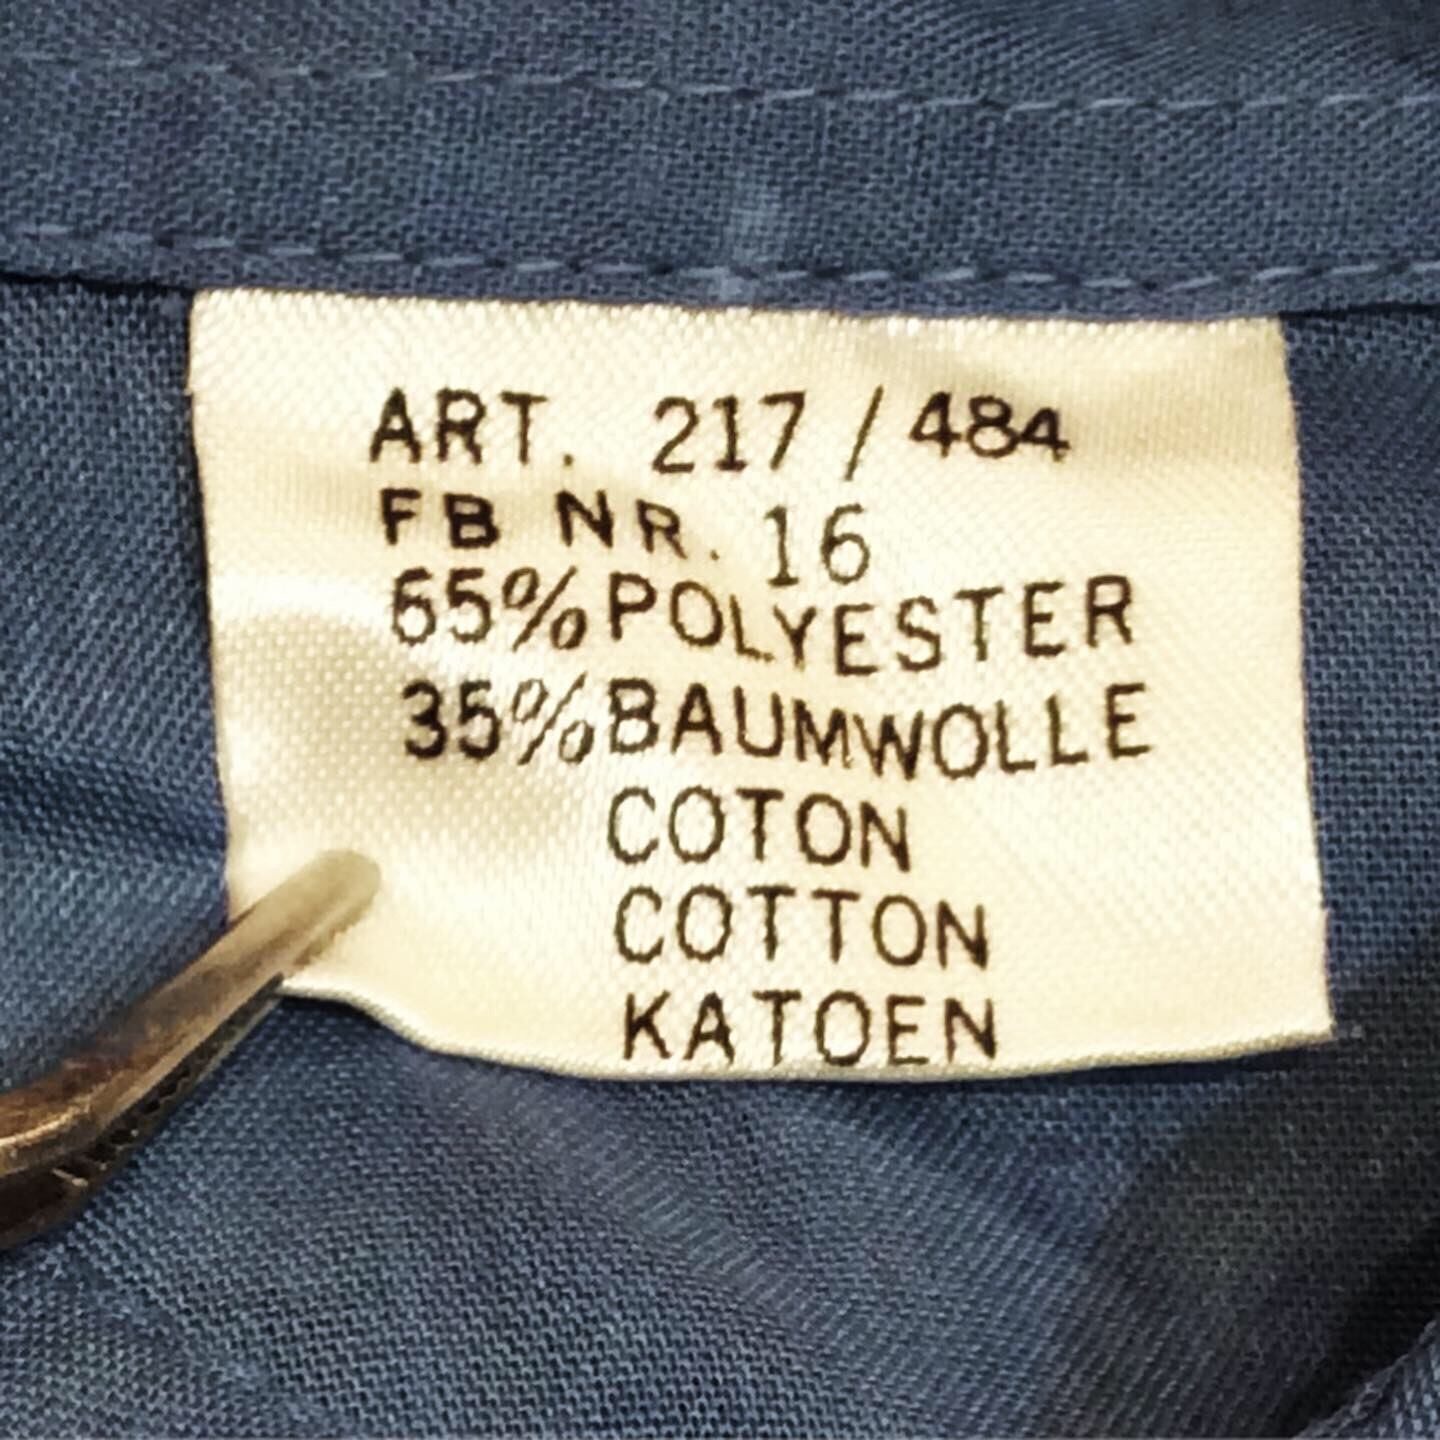 ART. 217 / 484
FB NR. 16
65% POLYESTER
35% BAUMWOLLE
COTON
COTTON
KATOEN